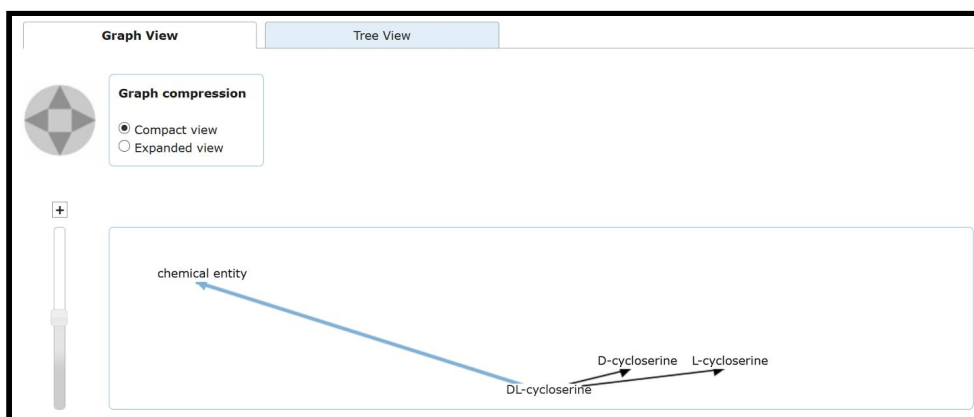 Graph View
Tree View
Graph compression
Compact view
Expanded view
+
chemical entity
D-cycloserine
L-cycloserine
DL-cycloserine